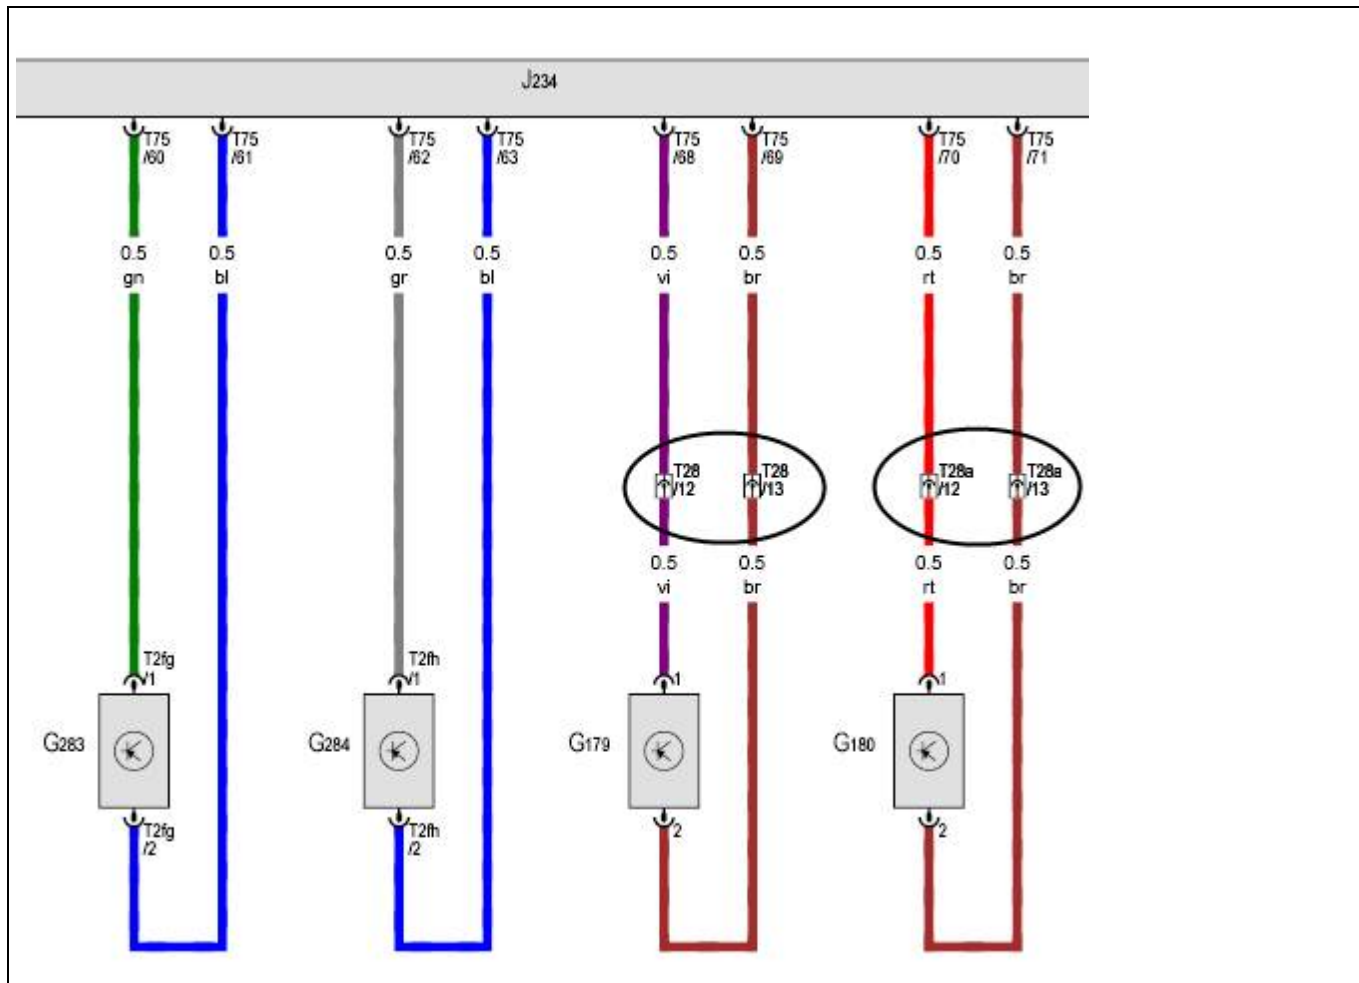 J234
T75 T75 T75 T75 T75 T75 T75 T75
/60 /61 /62 /63 /68 /69 /70 /71
0.5 0.5 0.5 0.5 0.5 0.5 0.5 0.5
gn bl gr bl vi br rt br
T28 T28 T28a T28a
/12 /13 /12 /13
0.5 0.5 0.5 0.5
vi br rt br
T2fg T2fh
/1 /1 1 1
G283 G284 G179 G180
T2fg T2fh 2 2
/2 /2